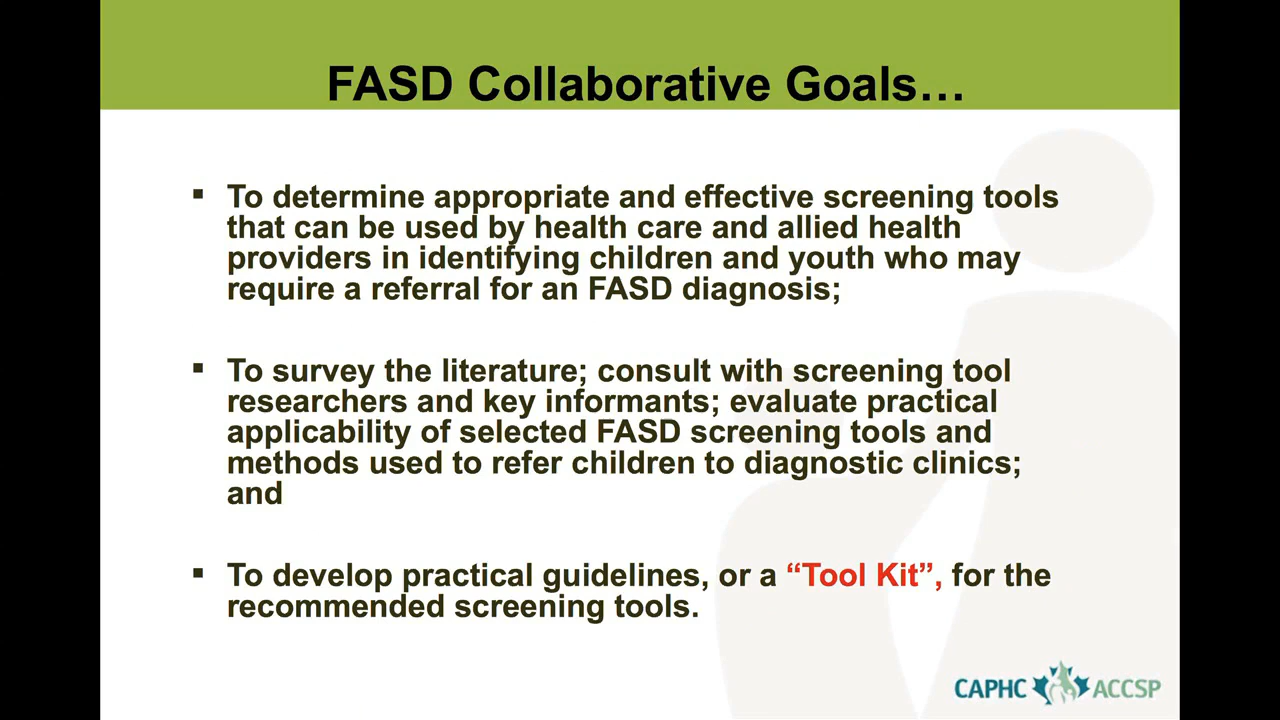 FASD Collaborative Goals…
▪ To determine appropriate and effective screening tools
that can be used by health care and allied health
providers in identifying children and youth who may
require a referral for an FASD diagnosis;
▪ To survey the literature; consult with screening tool
researchers and key informants; evaluate practical
applicability of selected FASD screening tools and
methods used to refer children to diagnostic clinics;
and
▪ To develop practical guidelines, or a “Tool Kit”, for the
recommended screening tools.
CAPHC ACCSP